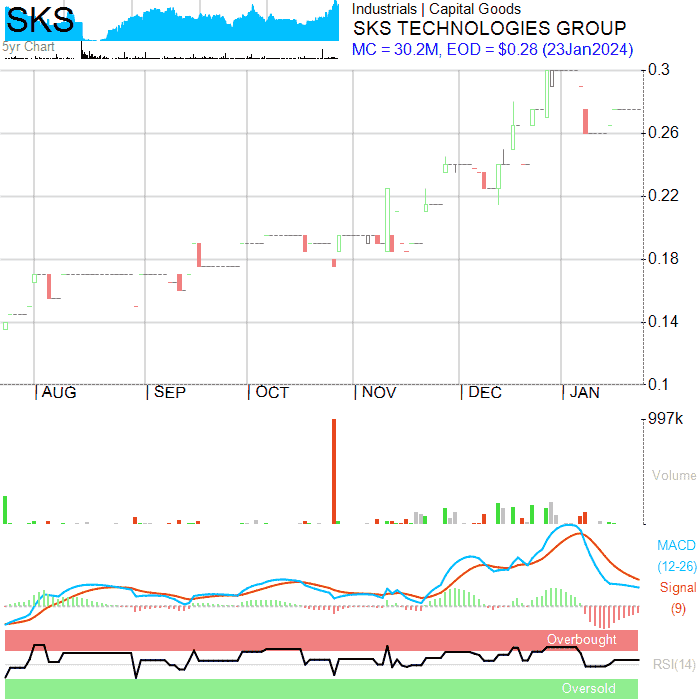 SKS
5yr Chart
Industrials | Capital Goods
SKS TECHNOLOGIES GROUP
MC = 30.2M, EOD = $0.28 (23Jan2024)
0.3
0.26
0.22
0.18
0.14
0.1
AUG
SEP
OCT
NOV
DEC
JAN
997k
Volume
MACD
(12-26)
Signal
(9)
Overbought
RSI(14)
Oversold